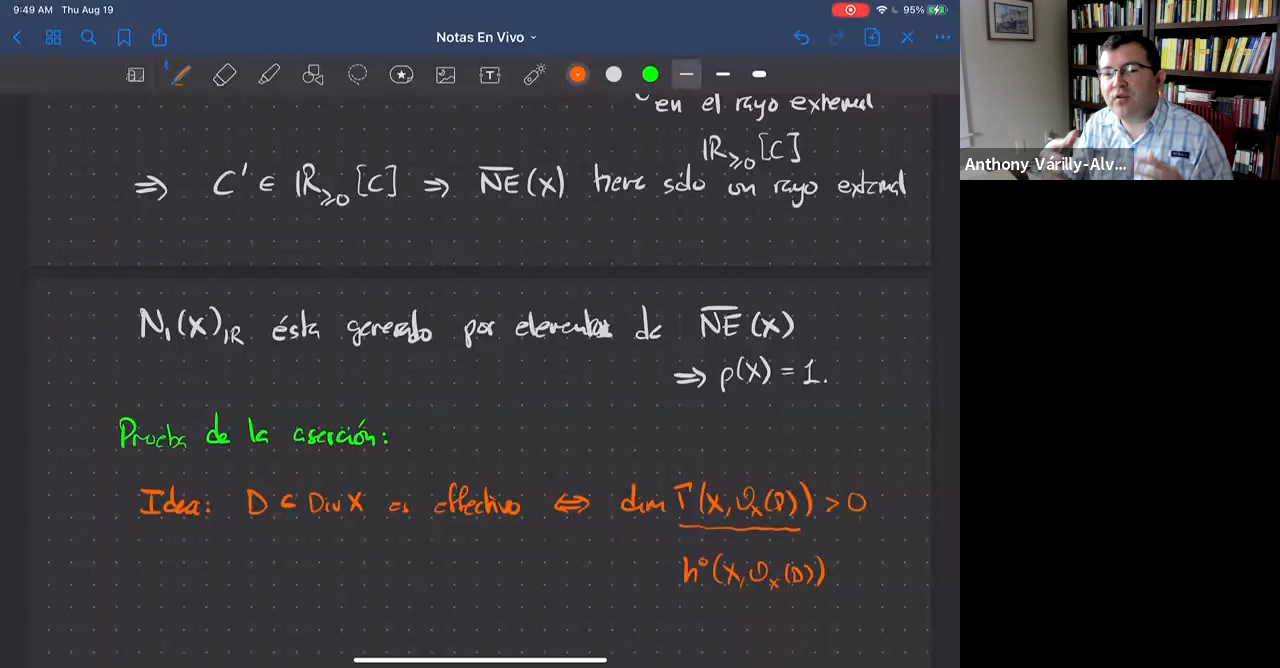 9:49 AM Thu Aug 19
95%
Notas En Vivo
en el rayo extremal
ℝ≥0[C]
⇒ C' ∈ ℝ≥0[C] ⇒ N̅E̅(X) tiene sólo un rayo extremal
N₁(X)ℝ ésta generado por elementos de N̅E̅(X)
⇒ ρ(X) = 1.
Prueba de la aserción:
Idea: D ∈ Div X es effectivo ⇔ dim Γ(X, 𝒪ₓ(D)) > 0
h⁰(X, 𝒪ₓ(D))
Anthony Várilly-Alv...